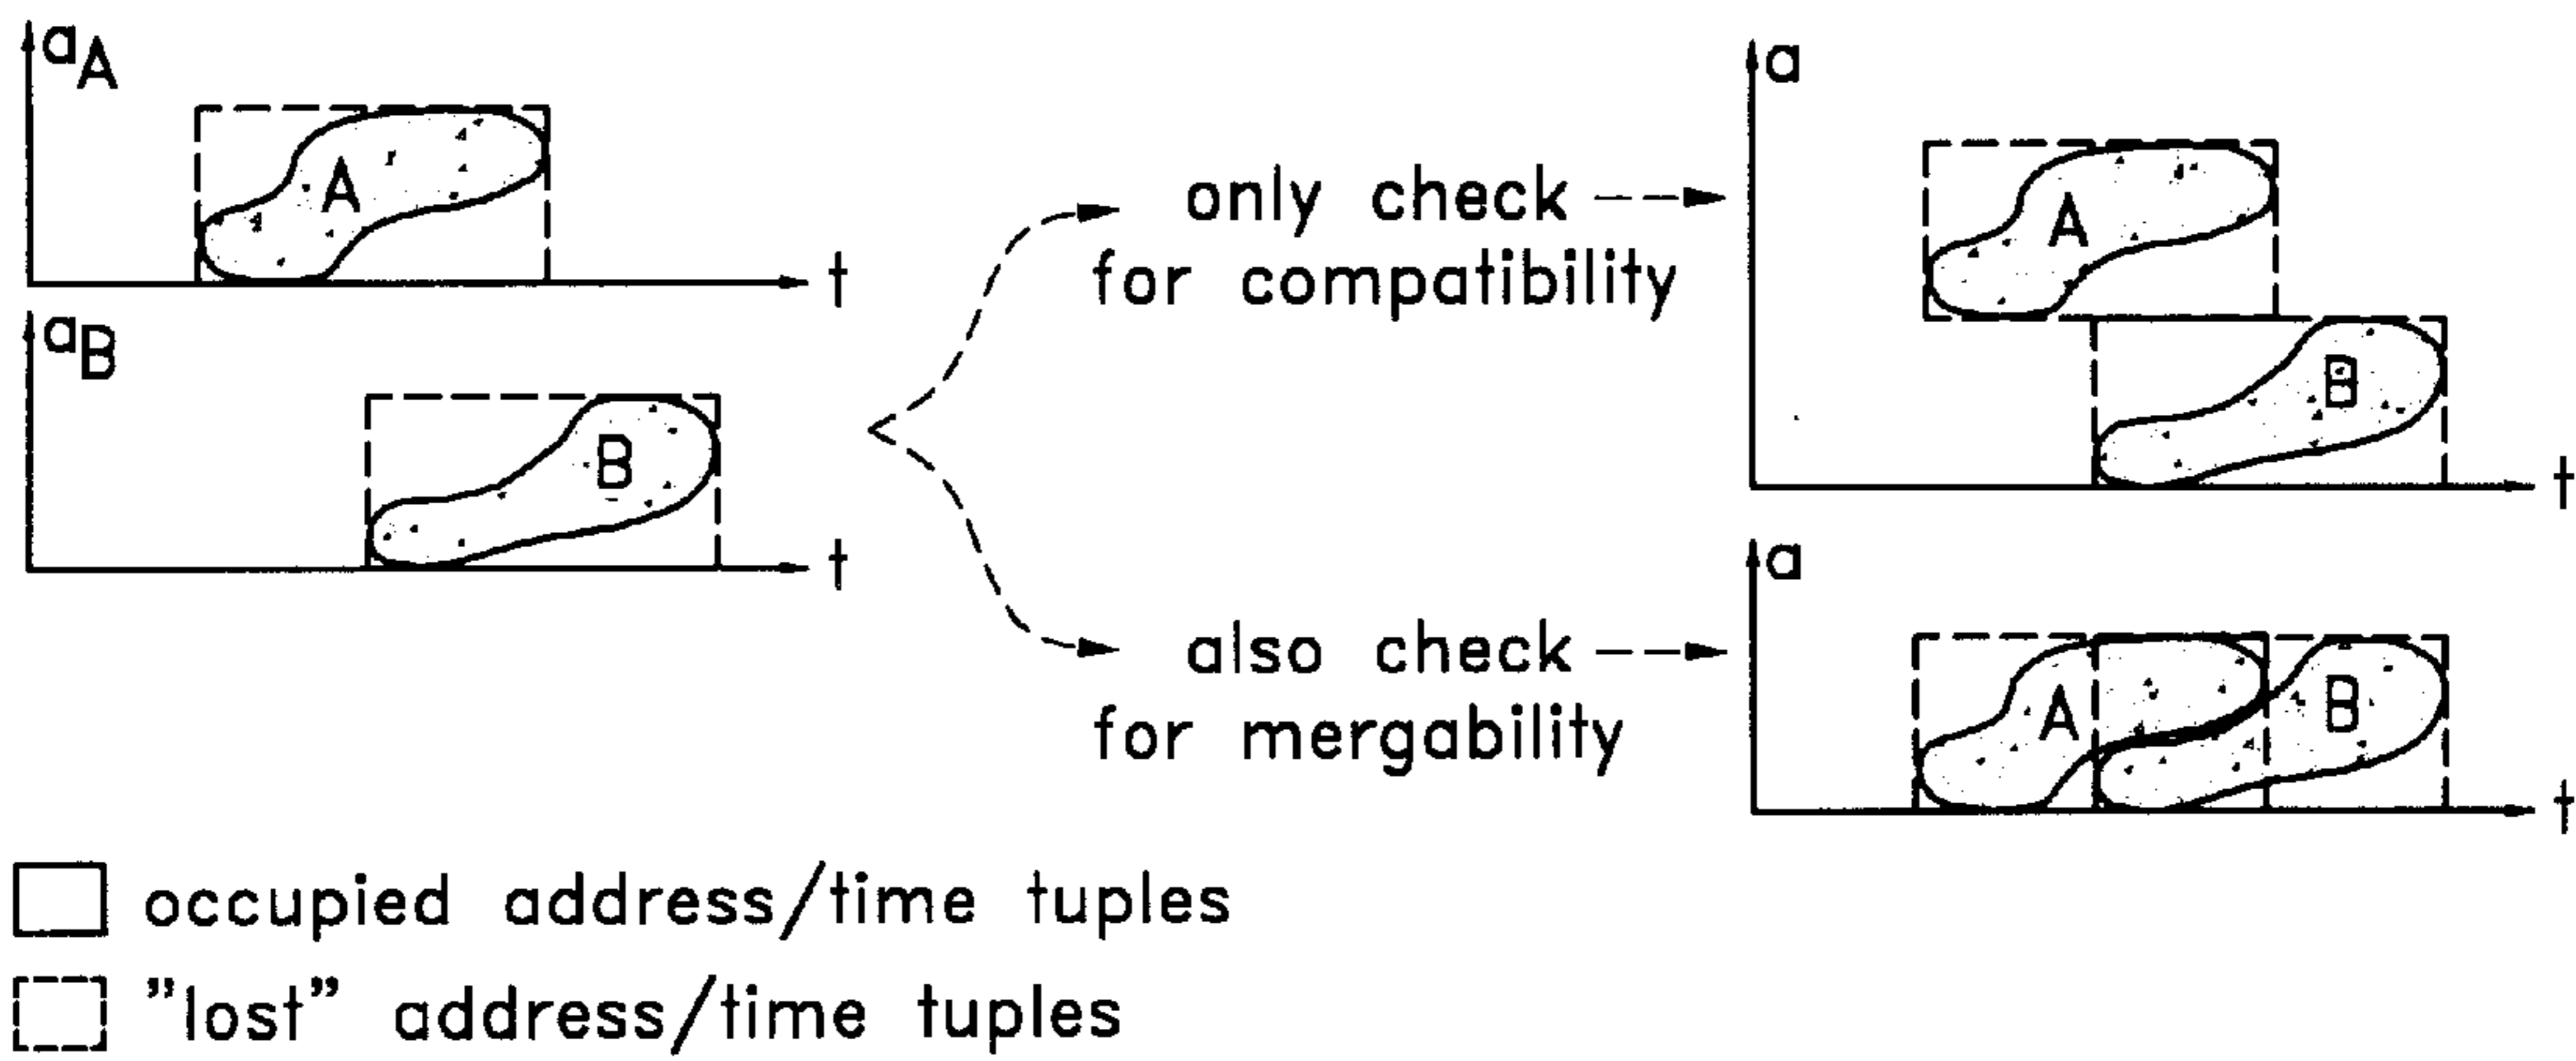 aA
A
t
aB
B
t
only check
for compatibility
also check
for mergability
a
A
B
t
a
A
B
t
occupied address/time tuples
"lost" address/time tuples